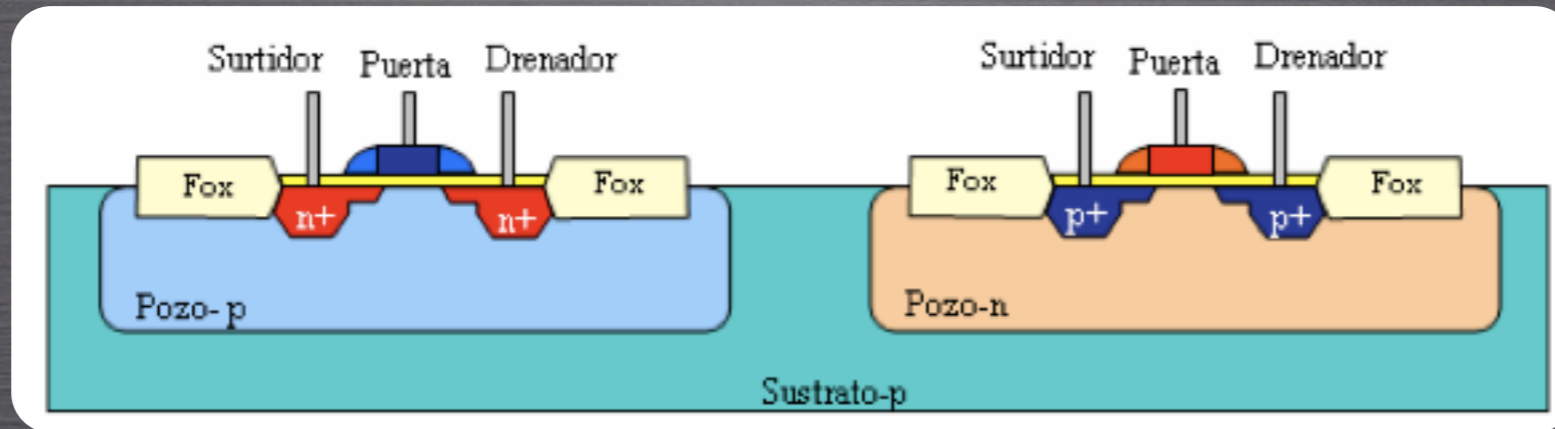 Surtidor Puerta Drenador
Surtidor Puerta Drenador
Fox Fox
Fox Fox
n+ n+
p+ p+
Pozo- p
Pozo-n
Sustrato-p